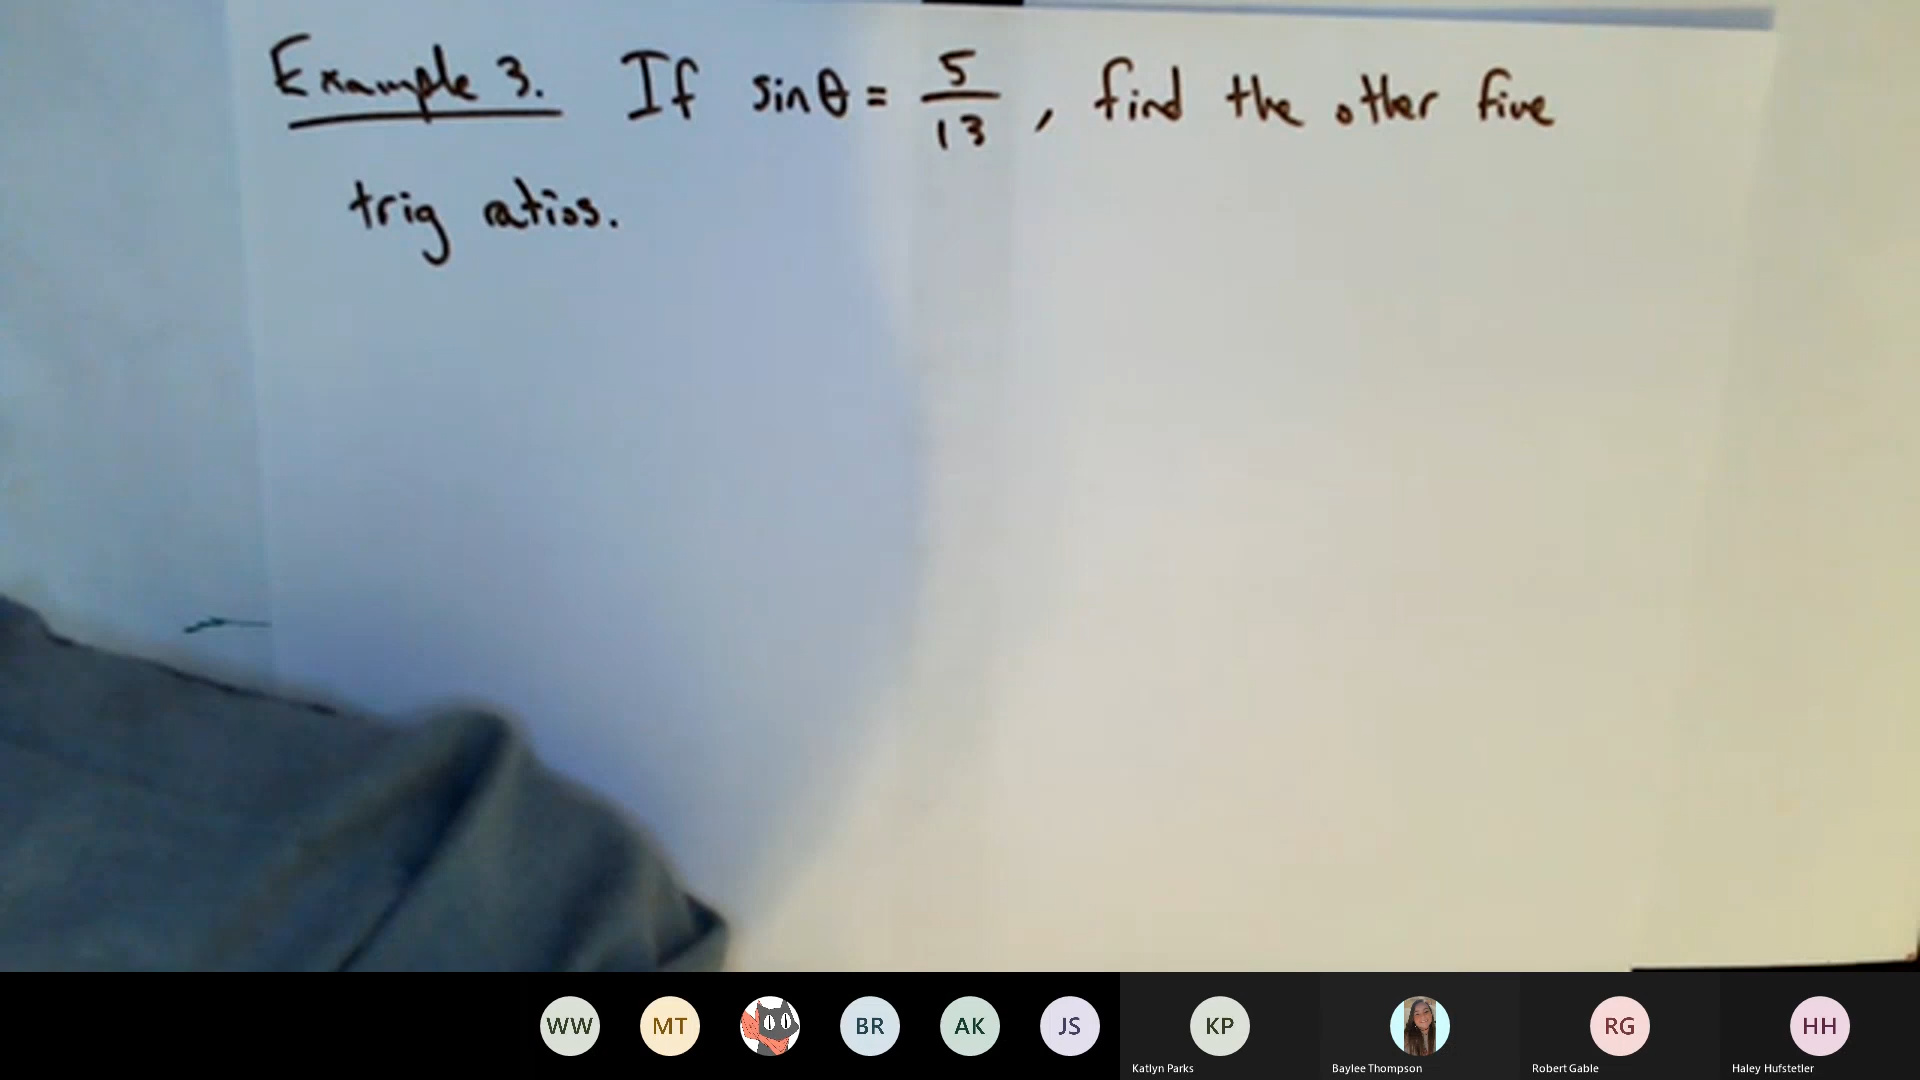 Example 3. If sinθ = 5/13, find the other five
trig ratios.
WW MT BR AK JS KP RG HH
Katlyn Parks Baylee Thompson Robert Gable Haley Hufstetler